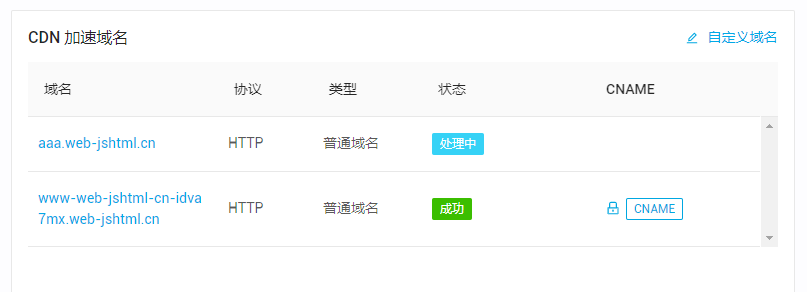 CDN 加速域名 自定义域名
域名 协议 类型 状态 CNAME
aaa.web-jshtml.cn HTTP 普通域名 处理中
www-web-jshtml-cn-idva
7mx.web-jshtml.cn HTTP 普通域名 成功 CNAME